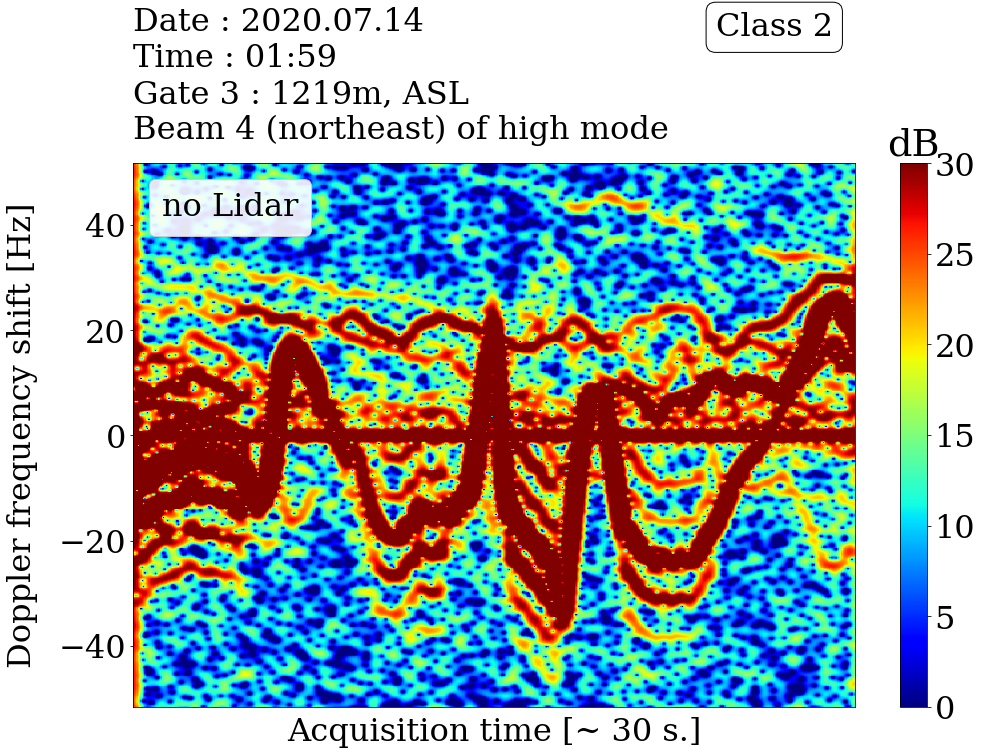 Date : 2020.07.14
Time : 01:59
Gate 3 : 1219m, ASL
Beam 4 (northeast) of high mode
Class 2
no Lidar
Doppler frequency shift [Hz]
40
20
0
−20
−40
Acquisition time [~ 30 s.]
dB
30
25
20
15
10
5
0